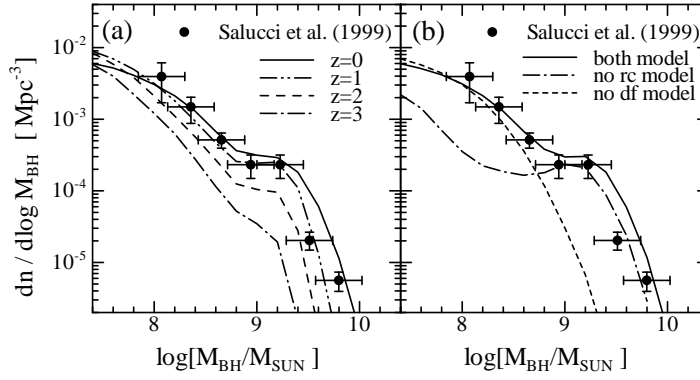 (a)
Salucci et al. (1999)
z=0
z=1
z=2
z=3
(b)
Salucci et al. (1999)
both model
no rc model
no df model
dn / dlog M_BH [ Mpc^-3 ]
10^-2
10^-3
10^-4
10^-5
8 9 10
8 9 10
log[M_BH/M_SUN ]
log[M_BH/M_SUN ]